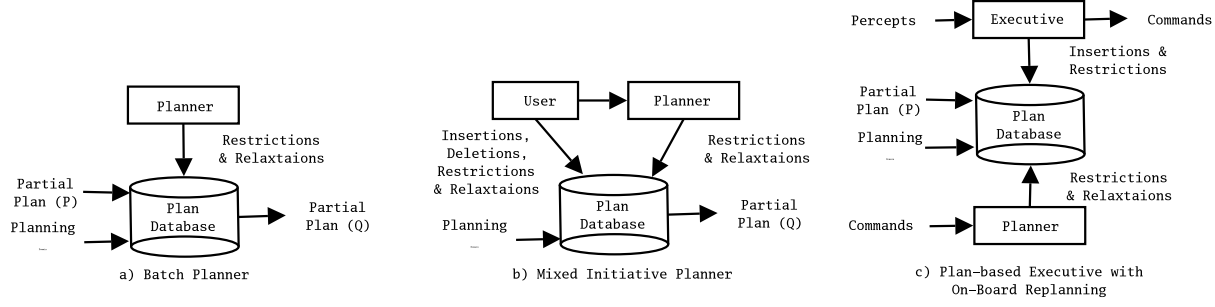 Planner
Restrictions
& Relaxtaions
Partial
Plan (P)
Planning
Plan
Database
Partial
Plan (Q)
a) Batch Planner
User
Planner
Insertions,
Deletions,
Restrictions
& Relaxtaions
Restrictions
& Relaxtaions
Planning
Plan
Database
Partial
Plan (Q)
b) Mixed Initiative Planner
Percepts
Executive
Commands
Insertions &
Restrictions
Partial
Plan (P)
Planning
Plan
Database
Restrictions
& Relaxtaions
Commands
Planner
c) Plan-based Executive with
On-Board Replanning